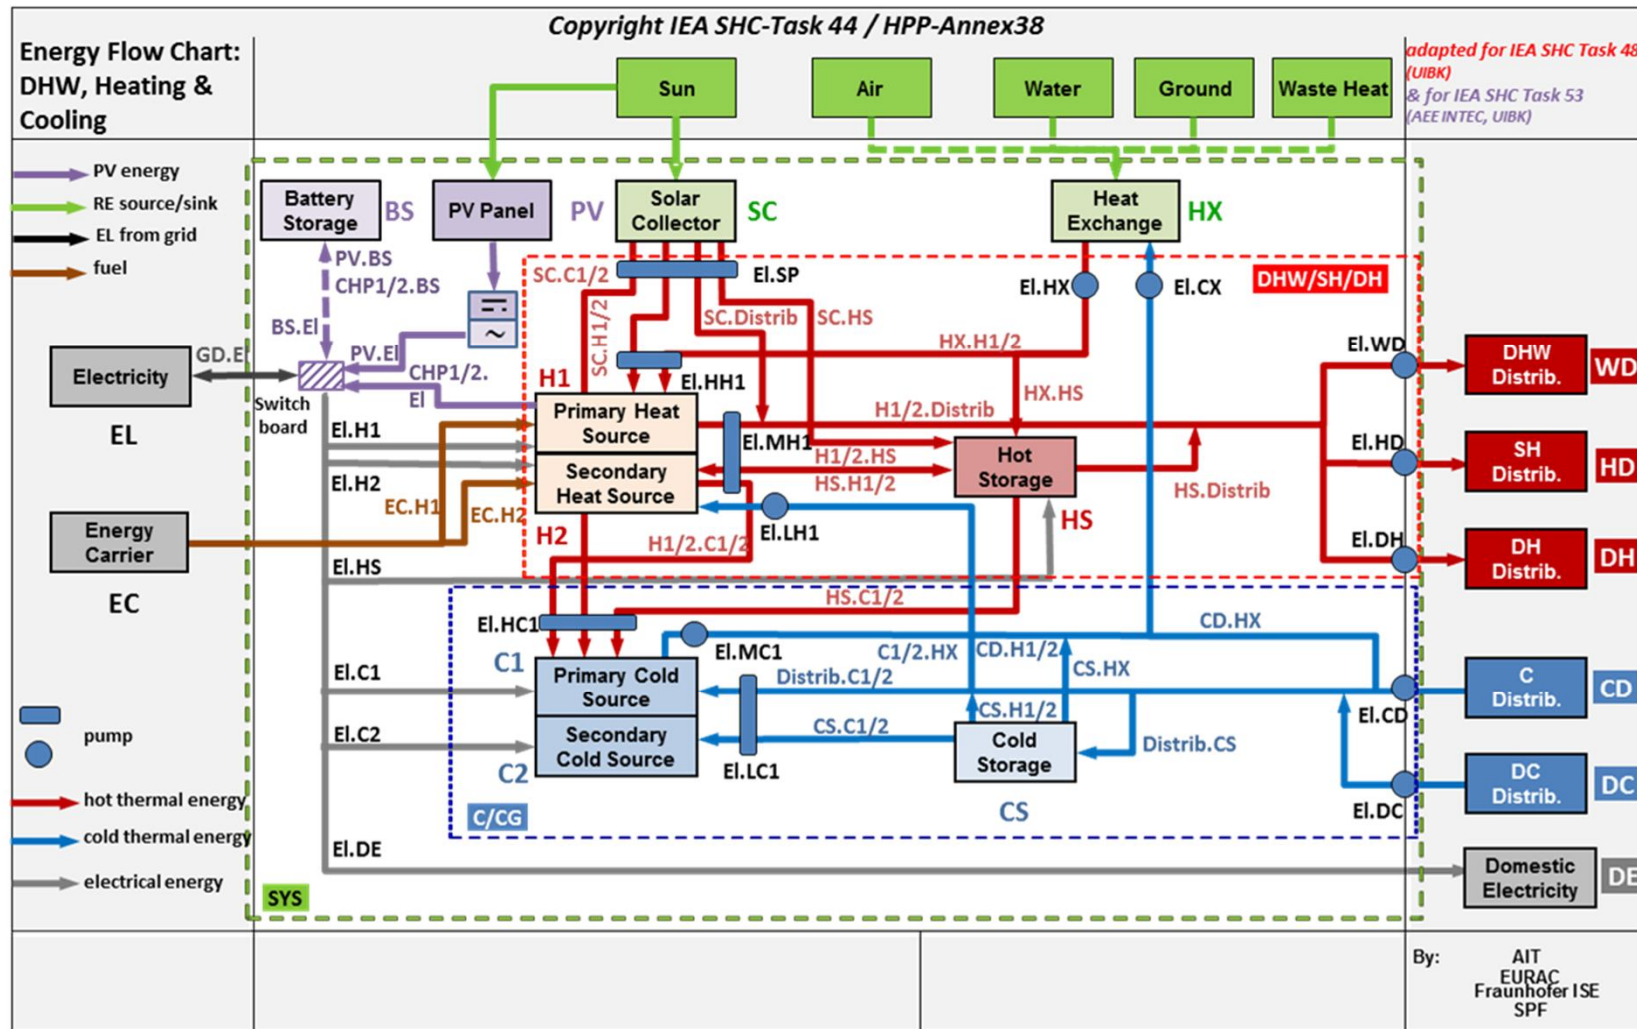 Copyright IEA SHC-Task 44 / HPP-Annex38
Energy Flow Chart:
DHW, Heating &
Cooling
Sun
Air
Water
Ground
Waste Heat
adapted for IEA SHC Task 48
(UIBK)
& for IEA SHC Task 53
(AEE INTEC, UIBK)
PV energy
RE source/sink
EL from grid
fuel
Battery
Storage
BS
PV Panel
PV
Solar
Collector
SC
Heat
Exchange
HX
PV.BS
CHP1/2.BS
BS.El
SC.C1/2
El.SP
El.HX
El.CX
DHW/SH/DH
SC.H1/2
SC.Distrib
SC.HS
HX.H1/2
GD.E
PV.El
CHP1/2.
El
Electricity
EL
Switch
board
H1
El.HH1
HX.HS
H1/2.Distrib
El.WD
DHW
Distrib.
WD
Primary Heat
Source
El.MH1
El.H1
El.H2
H1/2.HS
HS.H1/2
Hot
Storage
HS
HS.Distrib
El.HD
SH
Distrib.
HD
Secondary
Heat Source
EC.H1
EC.H2
H2
El.LH1
Energy
Carrier
EC
H1/2.C1/2
El.HS
El.DH
DH
Distrib.
DH
HS.C1/2
El.HC1
El.MC1
CD.HX
C1
C1/2.HX
CD.H1/2
CS.HX
El.C1
Primary Cold
Source
Distrib.C1/2
C
Distrib.
CD
El.CD
pump
El.C2
Secondary
Cold Source
C2
CS.C1/2
CS.H1/2
El.LC1
Cold
Storage
CS
Distrib.CS
DC
Distrib.
DC
El.DC
hot thermal energy
cold thermal energy
electrical energy
C/CG
El.DE
Domestic
Electricity
DE
SYS
By:
AIT
EURAC
Fraunhofer ISE
SPF